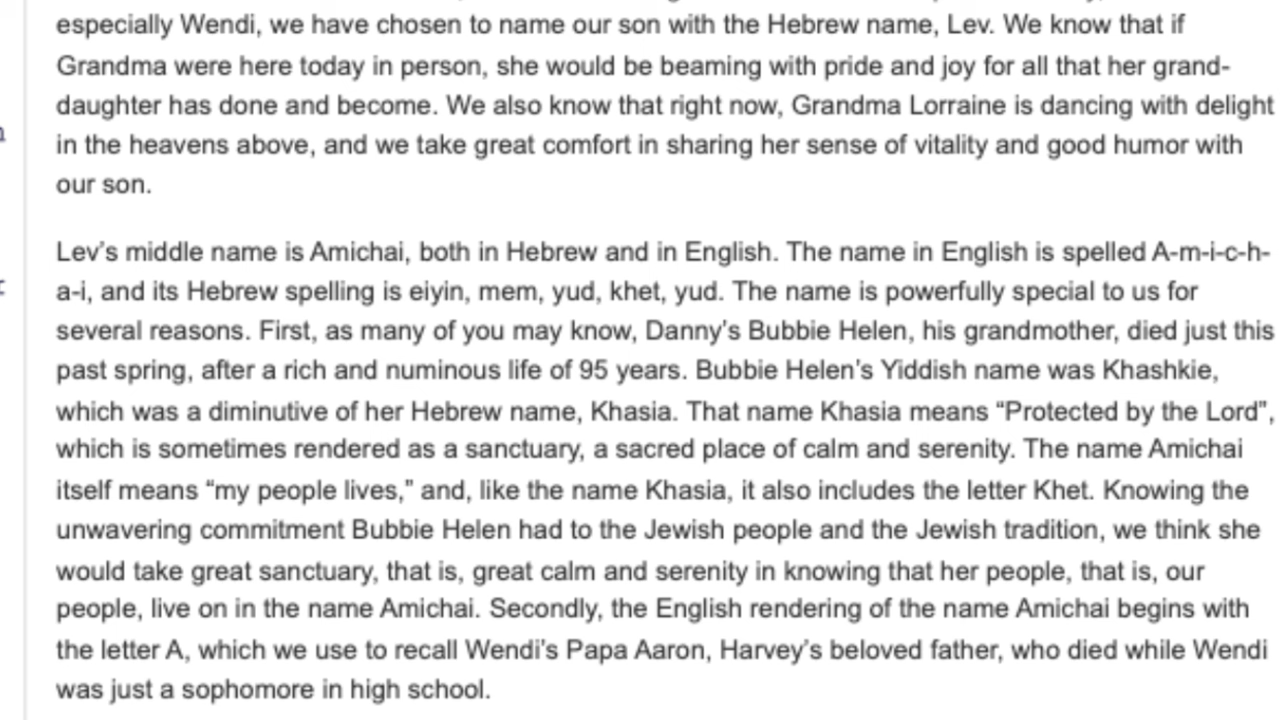 especially Wendi, we have chosen to name our son with the Hebrew name, Lev. We know that if
Grandma were here today in person, she would be beaming with pride and joy for all that her grand-
daughter has done and become. We also know that right now, Grandma Lorraine is dancing with delight
in the heavens above, and we take great comfort in sharing her sense of vitality and good humor with
our son.
Lev’s middle name is Amichai, both in Hebrew and in English. The name in English is spelled A-m-i-c-h-
a-i, and its Hebrew spelling is eiyin, mem, yud, khet, yud. The name is powerfully special to us for
several reasons. First, as many of you may know, Danny’s Bubbie Helen, his grandmother, died just this
past spring, after a rich and numinous life of 95 years. Bubbie Helen’s Yiddish name was Khashkie,
which was a diminutive of her Hebrew name, Khasia. That name Khasia means “Protected by the Lord”,
which is sometimes rendered as a sanctuary, a sacred place of calm and serenity. The name Amichai
itself means “my people lives,” and, like the name Khasia, it also includes the letter Khet. Knowing the
unwavering commitment Bubbie Helen had to the Jewish people and the Jewish tradition, we think she
would take great sanctuary, that is, great calm and serenity in knowing that her people, that is, our
people, live on in the name Amichai. Secondly, the English rendering of the name Amichai begins with
the letter A, which we use to recall Wendi’s Papa Aaron, Harvey’s beloved father, who died while Wendi
was just a sophomore in high school.